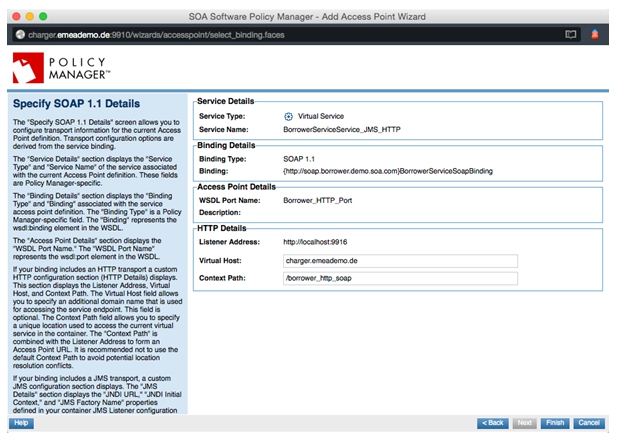 SOA Software Policy Manager - Add Access Point Wizard
charger.emeademo.de:9910/wizards/accesspoint/select_binding.faces
POLICY
MANAGER™
Specify SOAP 1.1 Details
The "Specify SOAP 1.1 Details" screen allows you to
configure transport information for the current Access
Point definition. Transport configuration options are
derived from the service binding.
The "Service Details" section displays the "Service
Type" and "Service Name" of the service associated
with the current Access Point definition. These fields
are Policy Manager-specific.
The "Binding Details" section displays the "Binding
Type" and "Binding" associated with the service
access point definition. The "Binding Type" is a Policy
Manager-specific field. The "Binding" represents the
wsdl:binding element in the WSDL.
The "Access Point Details" section displays the
"WSDL Port Name." The "WSDL Port Name"
represents the wsdl:port element in the WSDL.
If your binding includes an HTTP transport a custom
HTTP configuration section (HTTP Details) displays.
This section displays the Listener Address, Virtual
Host, and Context Path. The Virtual Host field allows
you to specify an additional domain name that is used
for accessing the service endpoint. This field is
optional. The Context Path field allows you to specify
a unique location used to access the current virtual
service in the container. The "Context Path" is
combined with the Listener Address to form an
Access Point URL. It is recommended not to use the
default Context Path to avoid potential location
resolution conflicts.
If your binding includes a JMS transport, a custom
JMS configuration section displays. The "JMS
Details" section displays the "JNDI URL," "JNDI Initial
Context," and "JMS Factory Name" properties
defined in your container JMS Listener configuration
Service Details
Service Type: Virtual Service
Service Name: BorrowerServiceService_JMS_HTTP
Binding Details
Binding Type: SOAP 1.1
Binding: {http://soap.borrower.demo.soa.com}BorrowerServiceSoapBinding
Access Point Details
WSDL Port Name: Borrower_HTTP_Port
Description:
HTTP Details
Listener Address: http://localhost:9916
Virtual Host: charger.emeademo.de
Context Path: /borrower_http_soap
Help
< Back Next Finish Cancel